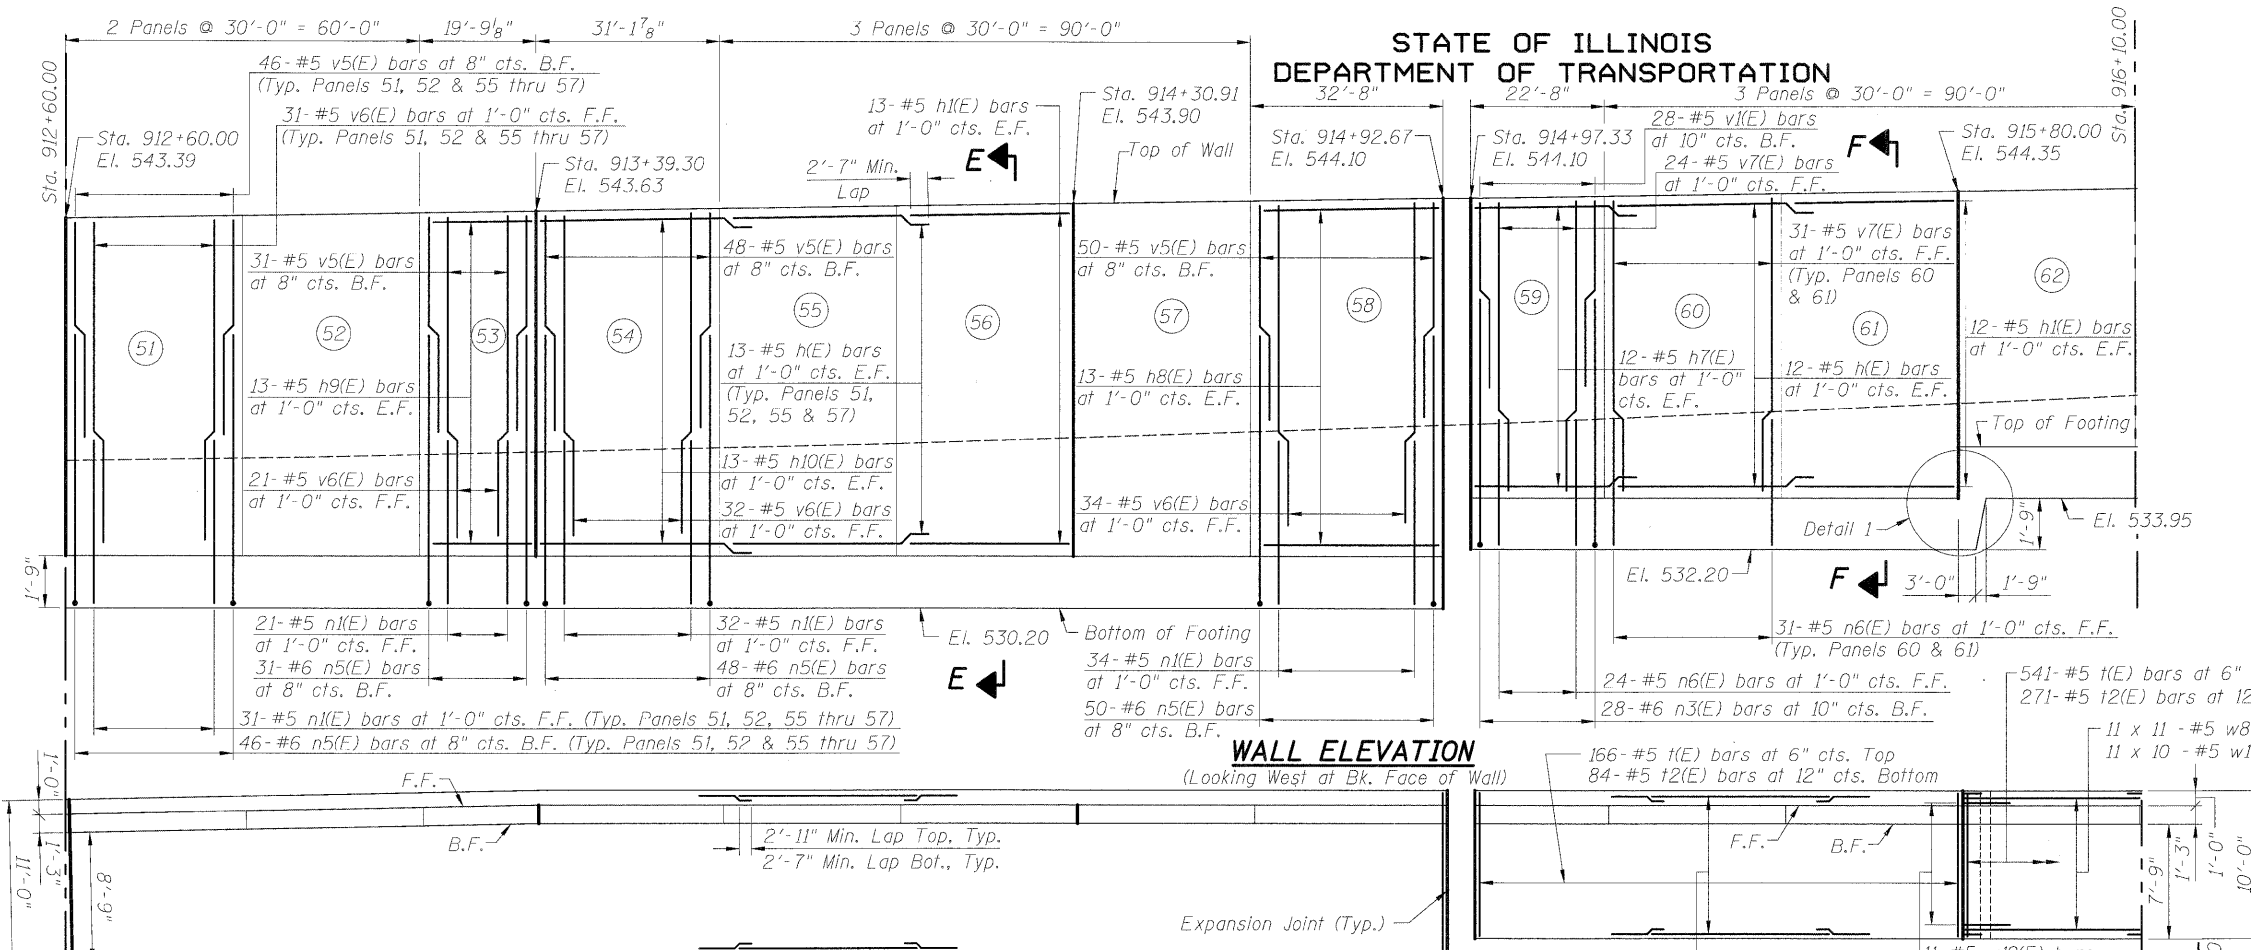 STATE OF ILLINOIS
DEPARTMENT OF TRANSPORTATION
2 Panels @ 30'-0" = 60'-0"
19'-9⅛"
31'-1⅞"
3 Panels @ 30'-0" = 90'-0"
32'-8"
22'-8"
3 Panels @ 30'-0" = 90'-0"
Sta. 912+60.00
Sta. 916+10.00
46-#5 v5(E) bars at 8" cts. B.F.
(Typ. Panels 51, 52 & 55 thru 57)
31-#5 v6(E) bars at 1'-0" cts. F.F.
(Typ. Panels 51, 52 & 55 thru 57)
Sta. 912+60.00
El. 543.39
Sta. 913+39.30
El. 543.63
13-#5 h1(E) bars
at 1'-0" cts. E.F.
2'-7" Min.
Lap
E
Sta. 914+30.91
El. 543.90
Top of Wall
Sta. 914+92.67
El. 544.10
Sta. 914+97.33
El. 544.10
28-#5 v1(E) bars
at 10" cts. B.F.
24-#5 v7(E) bars
at 1'-0" cts. F.F.
F
Sta. 915+80.00
El. 544.35
31-#5 v5(E) bars
at 8" cts. B.F.
48-#5 v5(E) bars
at 8" cts. B.F.
50-#5 v5(E) bars
at 8" cts. B.F.
31-#5 v7(E) bars
at 1'-0" cts. F.F.
(Typ. Panels 60
& 61)
51
52
53
54
55
56
57
58
59
60
61
62
13-#5 h9(E) bars
at 1'-0" cts. E.F.
13-#5 h(E) bars
at 1'-0" cts. E.F.
(Typ. Panels 51,
52, 55 & 57)
13-#5 h8(E) bars
at 1'-0" cts. E.F.
12-#5 h7(E)
bars at 1'-0"
cts. E.F.
12-#5 h(E) bars
at 1'-0" cts. E.F.
12-#5 h1(E) bars
at 1'-0" cts. E.F.
Top of Footing
21-#5 v6(E) bars
at 1'-0" cts. F.F.
13-#5 h10(E) bars
at 1'-0" cts. E.F.
32-#5 v6(E) bars
at 1'-0" cts. F.F.
34-#5 v6(E) bars
at 1'-0" cts. F.F.
Detail 1
1'-9"
El. 533.95
1'-9"
El. 532.20
F
3'-0"
1'-9"
21-#5 n1(E) bars
at 1'-0" cts. F.F.
31-#6 n5(E) bars
at 8" cts. B.F.
32-#5 n1(E) bars
at 1'-0" cts. F.F.
48-#6 n5(E) bars
at 8" cts. B.F.
El. 530.20
Bottom of Footing
E
34-#5 n1(E) bars
at 1'-0" cts. F.F.
50-#6 n5(E) bars
at 8" cts. B.F.
31-#5 n6(E) bars at 1'-0" cts. F.F.
(Typ. Panels 60 & 61)
24-#5 n6(E) bars at 1'-0" cts. F.F.
28-#6 n3(E) bars at 10" cts. B.F.
541-#5 t(E) bars at 6"
271-#5 t2(E) bars at 12
11 x 11 -#5 w8
11 x 10 -#5 w1
31-#5 n1(E) bars at 1'-0" cts. F.F. (Typ. Panels 51, 52, 55 thru 57)
46-#6 n5(E) bars at 8" cts. B.F. (Typ. Panels 51, 52 & 55 thru 57)
WALL ELEVATION
(Looking West at Bk. Face of Wall)
166-#5 t(E) bars at 6" cts. Top
84-#5 t2(E) bars at 12" cts. Bottom
1'-0"
F.F.
B.F.
2'-11" Min. Lap Top, Typ.
2'-7" Min. Lap Bot., Typ.
11'-0"
1'-3"
8'-9"
Expansion Joint (Typ.)
F.F.
B.F.
7'-9"
1'-3"
1'-0"
10'-0"